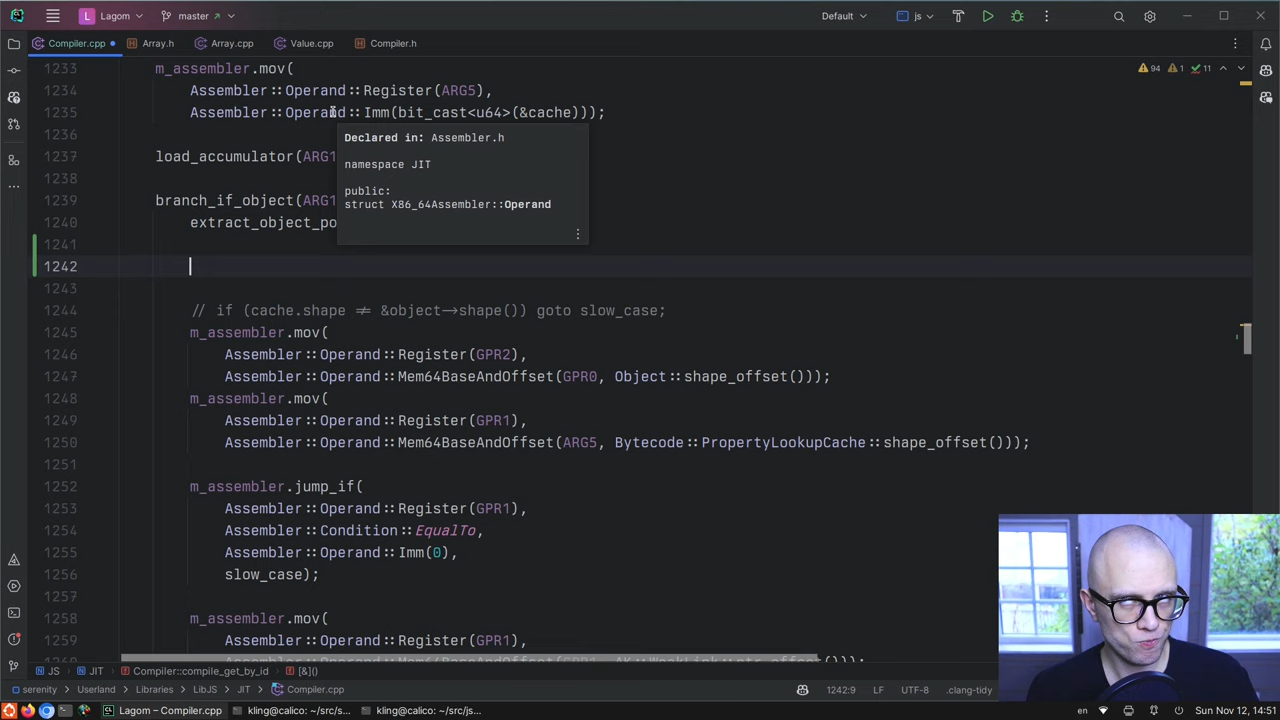 L Lagom master Default js
Compiler.cpp Array.h Array.cpp Value.cpp Compiler.h
94 1 11
1233 m_assembler.mov(
1234 Assembler::Operand::Register(ARG5),
1235 Assembler::Operand::Imm(bit_cast<u64>(&cache)));
Declared in: Assembler.h
1237 load_accumulator(ARG1
namespace JIT
1238
public:
1239 branch_if_object(ARG1
struct X86_64Assembler::Operand
1240 extract_object_po
1241
1242
1243
1244 // if (cache.shape ≠ &object→shape()) goto slow_case;
1245 m_assembler.mov(
1246 Assembler::Operand::Register(GPR2),
1247 Assembler::Operand::Mem64BaseAndOffset(GPR0, Object::shape_offset()));
1248 m_assembler.mov(
1249 Assembler::Operand::Register(GPR1),
1250 Assembler::Operand::Mem64BaseAndOffset(ARG5, Bytecode::PropertyLookupCache::shape_offset()));
1251
1252 m_assembler.jump_if(
1253 Assembler::Operand::Register(GPR1),
1254 Assembler::Condition::EqualTo,
1255 Assembler::Operand::Imm(0),
1256 slow_case);
1257
1258 m_assembler.mov(
1259 Assembler::Operand::Register(GPR1),
JS JIT Compiler::compile_get_by_id [&]()
serenity Userland Libraries LibJS JIT Compiler.cpp 1242:9 LF UTF-8 .clang-tidy
Lagom – Compiler.cpp kling@calico: ~/src/s... kling@calico: ~/src/js... en Sun Nov 12, 14:51